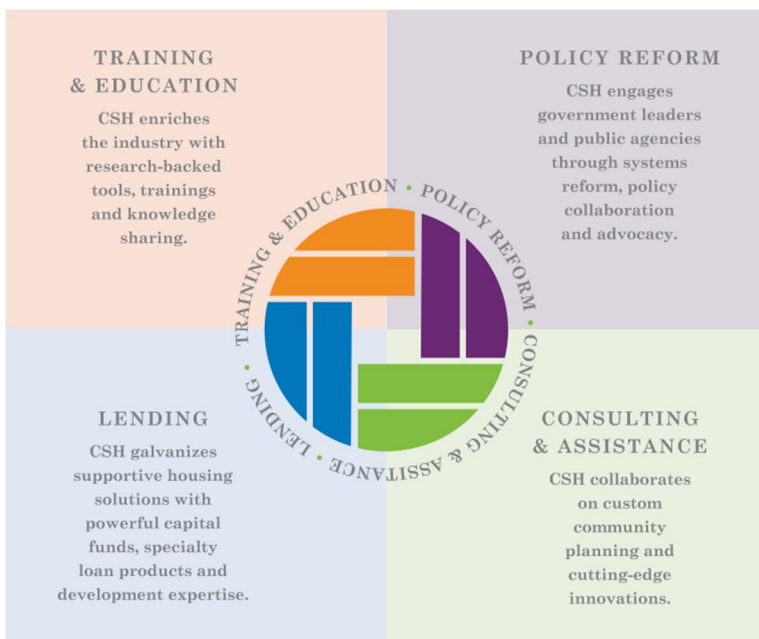 TRAINING
& EDUCATION
CSH enriches
the industry with
research-backed
tools, trainings
and knowledge
sharing.
POLICY REFORM
CSH engages
government leaders
and public agencies
through systems
reform, policy
collaboration
and advocacy.
TRAINING & EDUCATION • POLICY REFORM • CONSULTING & ASSITANCE • LENDING •
LENDING
CSH galvanizes
supportive housing
solutions with
powerful capital
funds, specialty
loan products and
development expertise.
CONSULTING
& ASSISTANCE
CSH collaborates
on custom
community
planning and
cutting-edge
innovations.